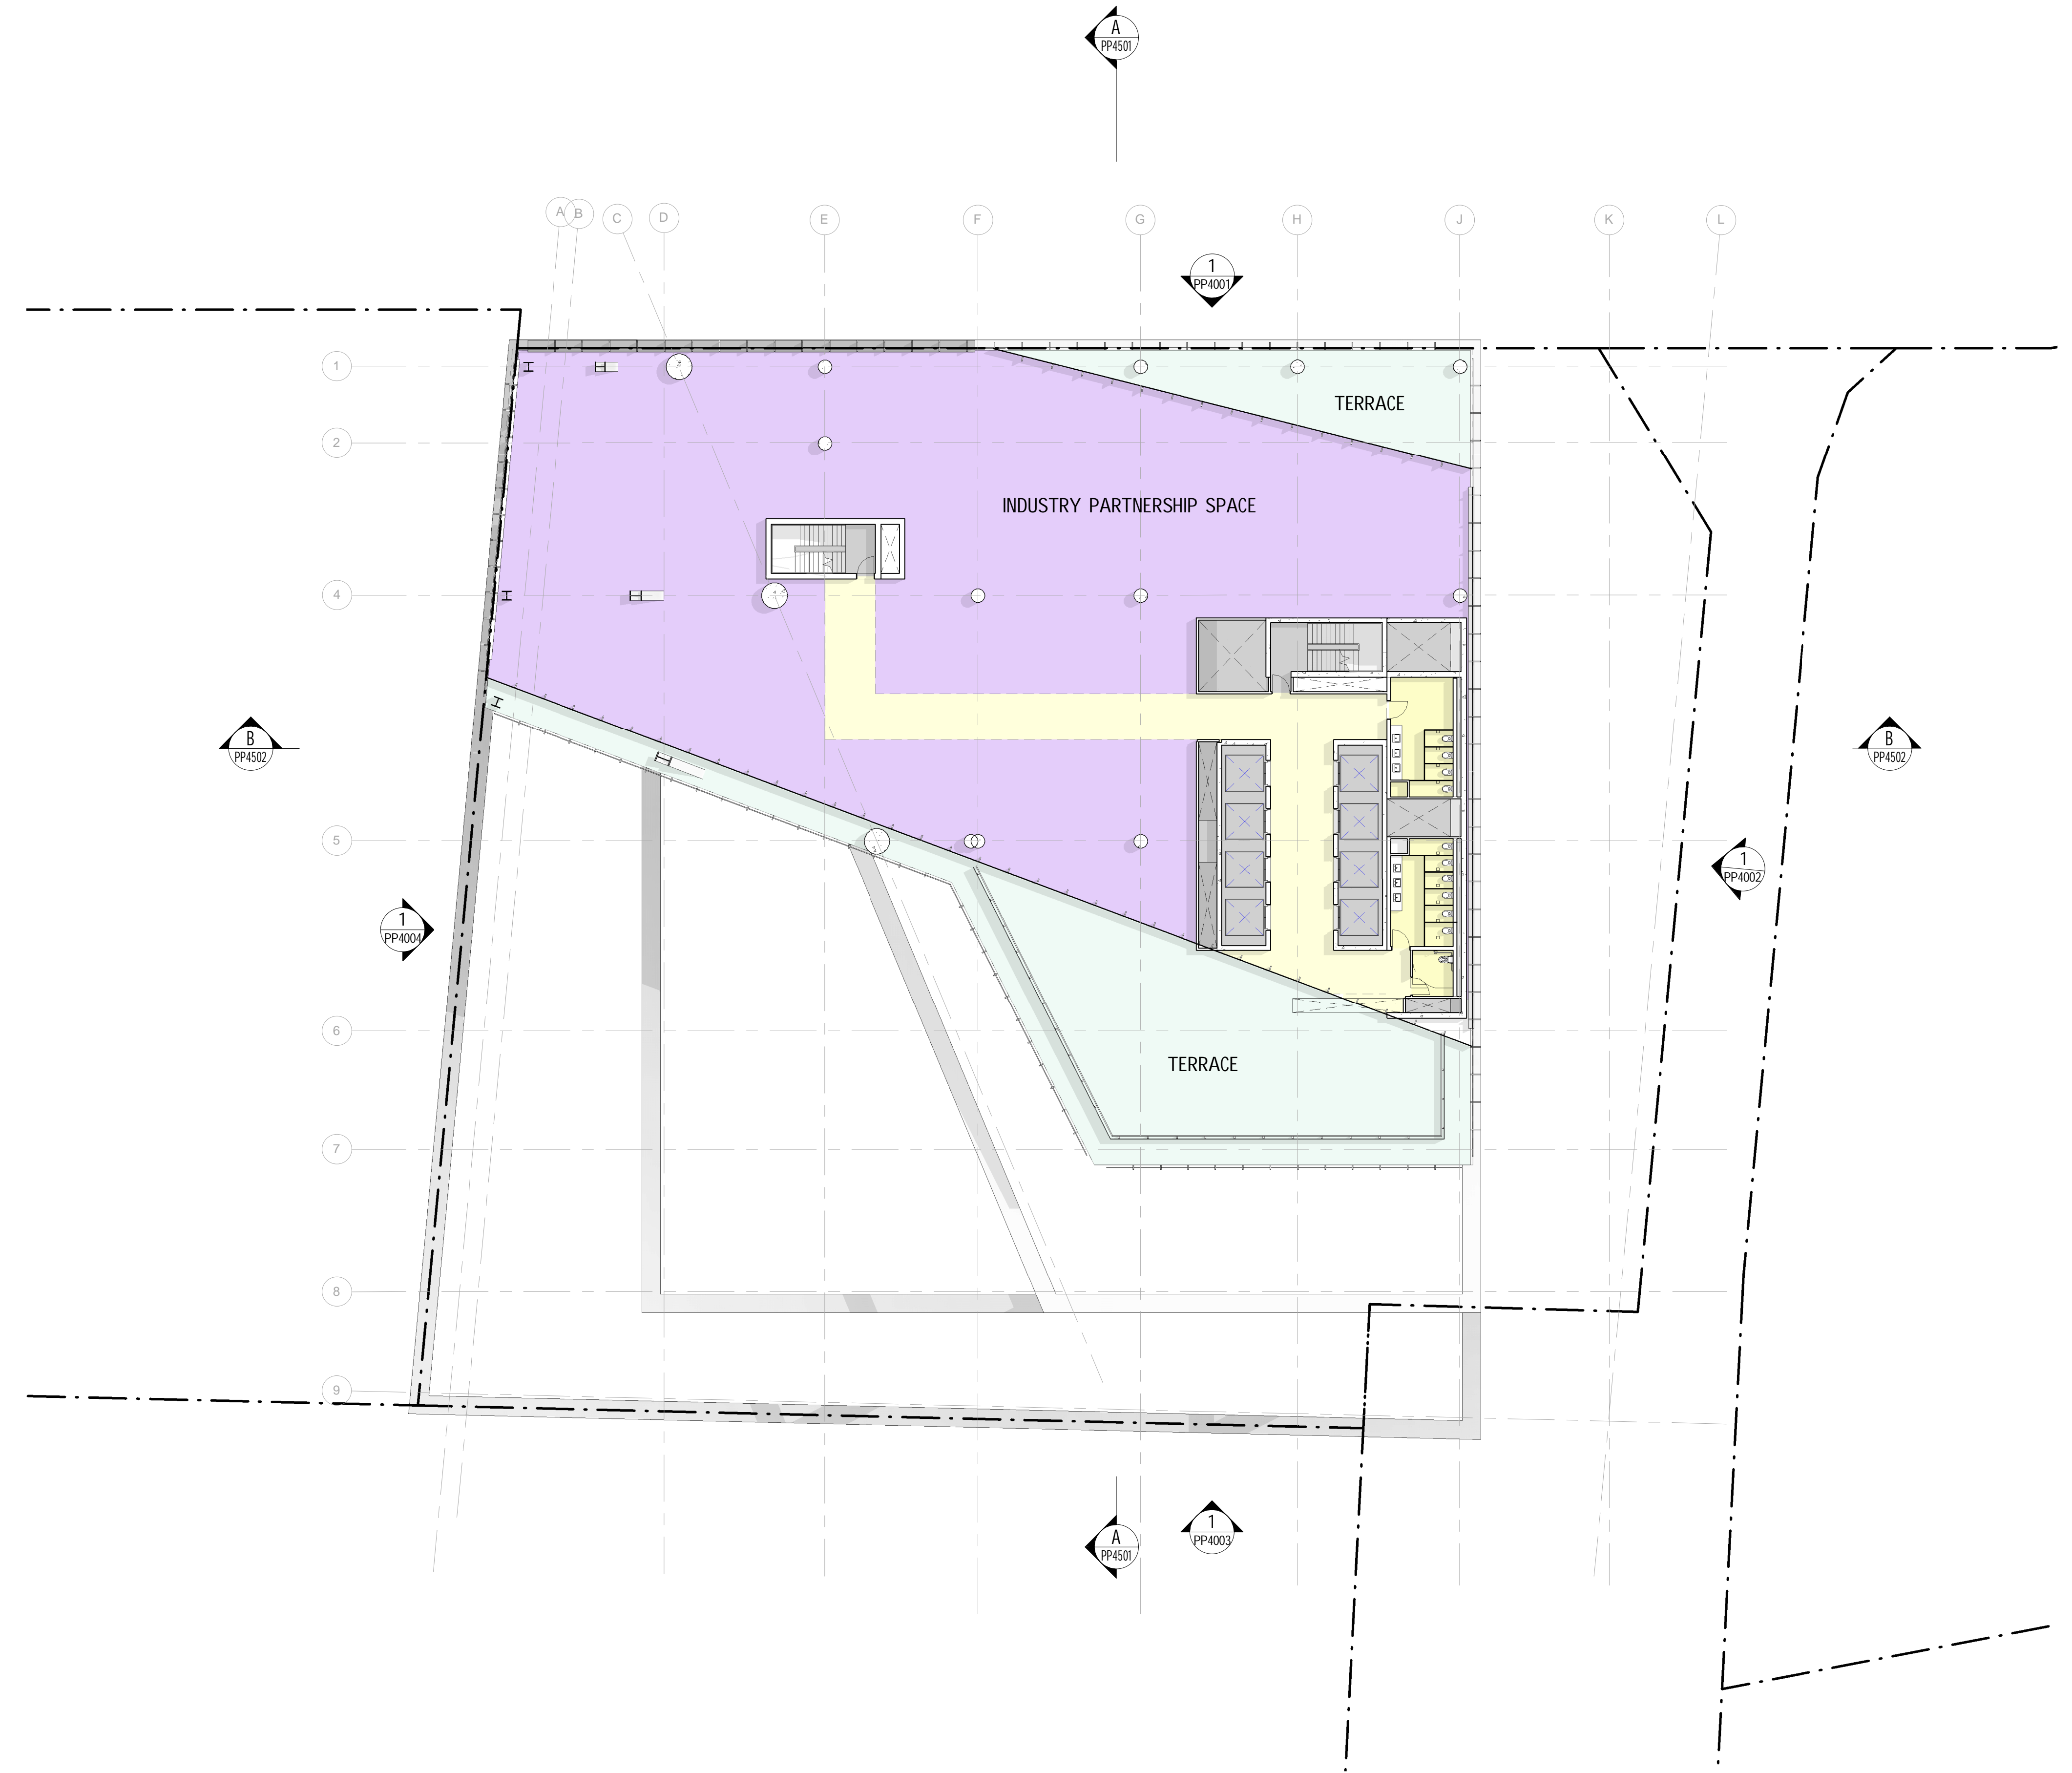 A
PP4501
A
B
C
D
E
F
G
H
J
K
L
1
PP4001
1
TERRACE
2
INDUSTRY PARTNERSHIP SPACE
4
B
PP4502
B
PP4502
5
1
PP4002
1
PP4004
6
TERRACE
7
8
9
A
PP4501
1
PP4003